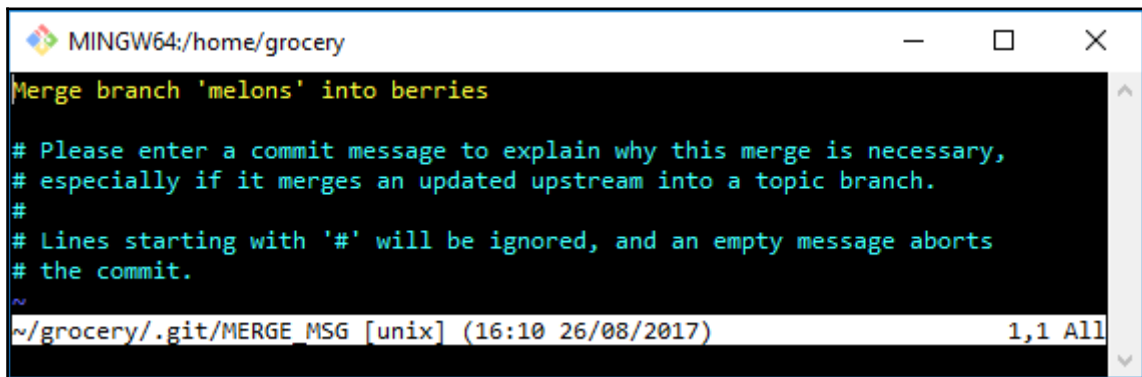 MINGW64:/home/grocery
Merge branch 'melons' into berries
# Please enter a commit message to explain why this merge is necessary,
# especially if it merges an updated upstream into a topic branch.
#
# Lines starting with '#' will be ignored, and an empty message aborts
# the commit.
~
~/grocery/.git/MERGE_MSG [unix] (16:10 26/08/2017) 1,1 All